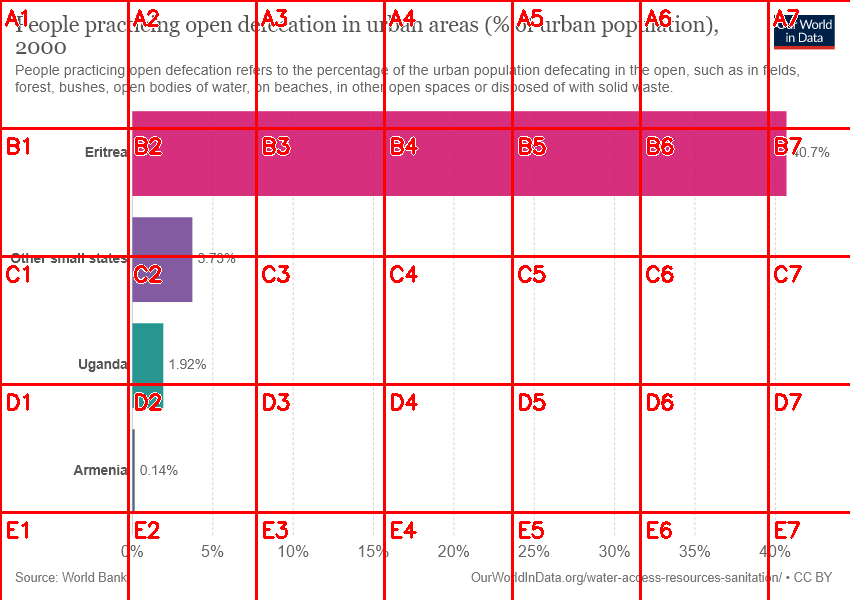 People practicing open defecation in urban areas (% of urban population),
2000
Our World
in Data
People practicing open defecation refers to the percentage of the urban population defecating in the open, such as in fields,
forest, bushes, open bodies of water, on beaches, in other open spaces or disposed of with solid waste.
A1 A2 A3 A4 A5 A6 A7
B1 B2 B3 B4 B5 B6 B7
Eritrea 40.7%
Other small states 3.73%
C1 C2 C3 C4 C5 C6 C7
Uganda 1.92%
D1 D2 D3 D4 D5 D6 D7
Armenia 0.14%
E1 E2 E3 E4 E5 E6 E7
0% 5% 10% 15% 20% 25% 30% 35% 40%
Source: World Bank
OurWorldInData.org/water-access-resources-sanitation/ • CC BY